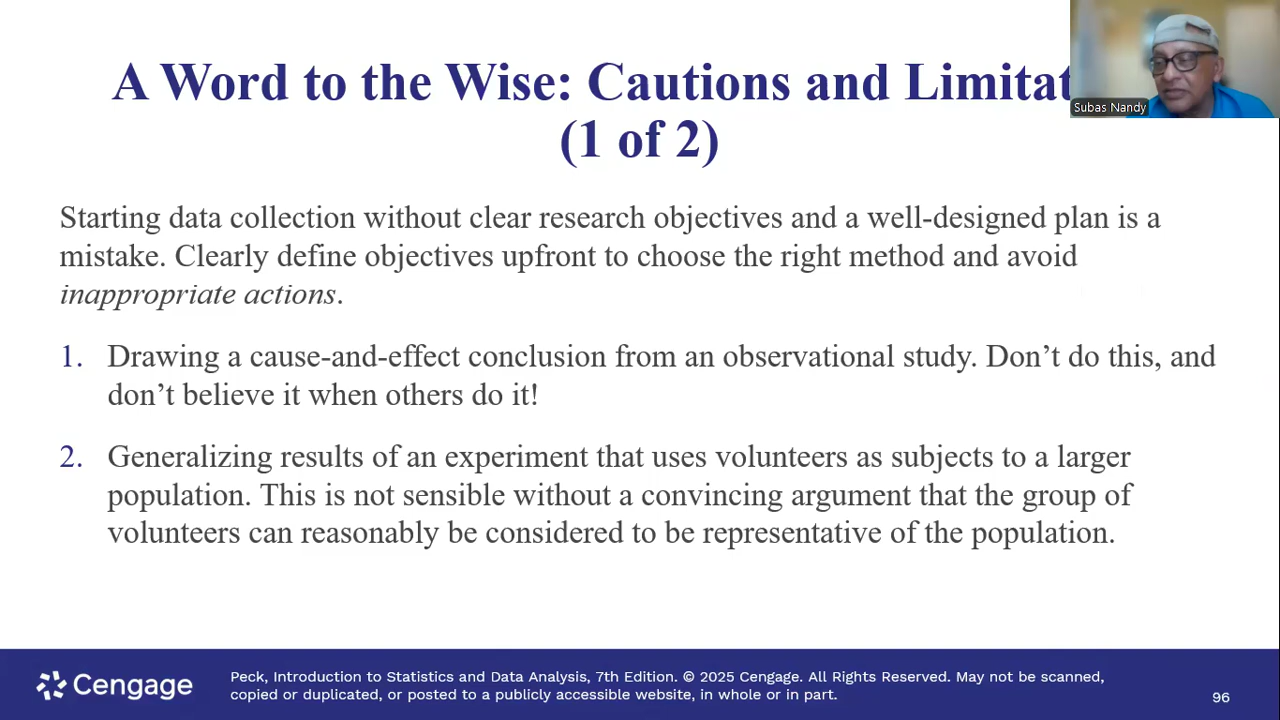 A Word to the Wise: Cautions and Limitat
(1 of 2)
Subas Nandy
Starting data collection without clear research objectives and a well-designed plan is a
mistake. Clearly define objectives upfront to choose the right method and avoid
inappropriate actions.
1. Drawing a cause-and-effect conclusion from an observational study. Don’t do this, and
don’t believe it when others do it!
2. Generalizing results of an experiment that uses volunteers as subjects to a larger
population. This is not sensible without a convincing argument that the group of
volunteers can reasonably be considered to be representative of the population.
Cengage
Peck, Introduction to Statistics and Data Analysis, 7th Edition. © 2025 Cengage. All Rights Reserved. May not be scanned,
copied or duplicated, or posted to a publicly accessible website, in whole or in part.
96